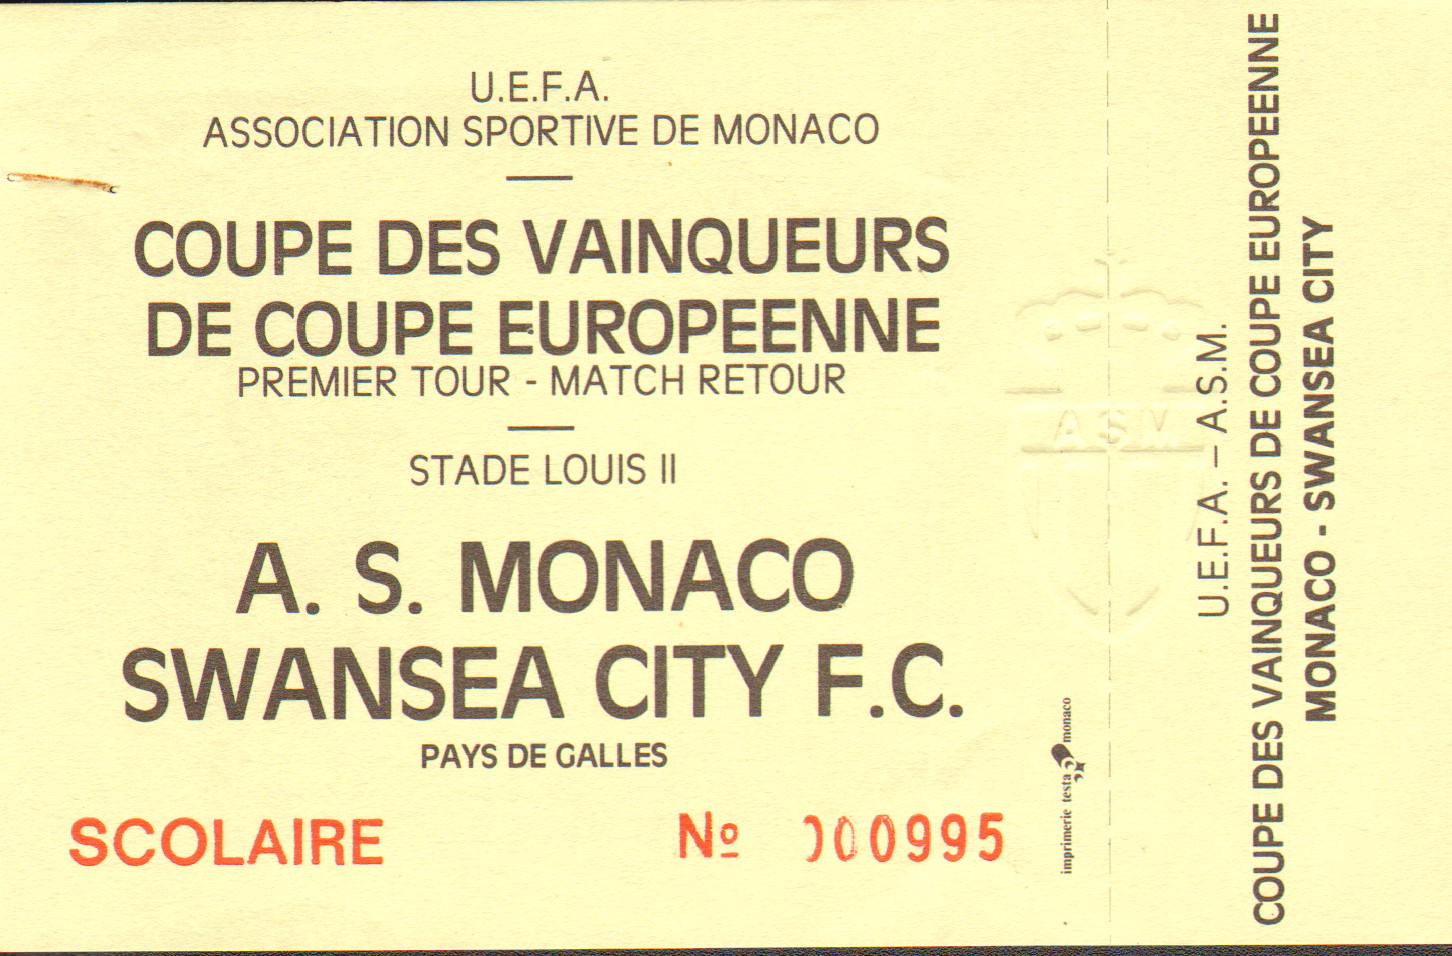 U.E.F.A.
ASSOCIATION SPORTIVE DE MONACO
COUPE DES VAINQUEURS
DE COUPE EUROPEENNE
PREMIER TOUR - MATCH RETOUR
STADE LOUIS II
A. S. MONACO
SWANSEA CITY F.C.
PAYS DE GALLES
SCOLAIRE Nº 000995
imprimerie testa monaco
ASM
U.E.F.A. – A.S.M.
COUPE DES VAINQUEURS DE COUPE EUROPEENNE
MONACO - SWANSEA CITY